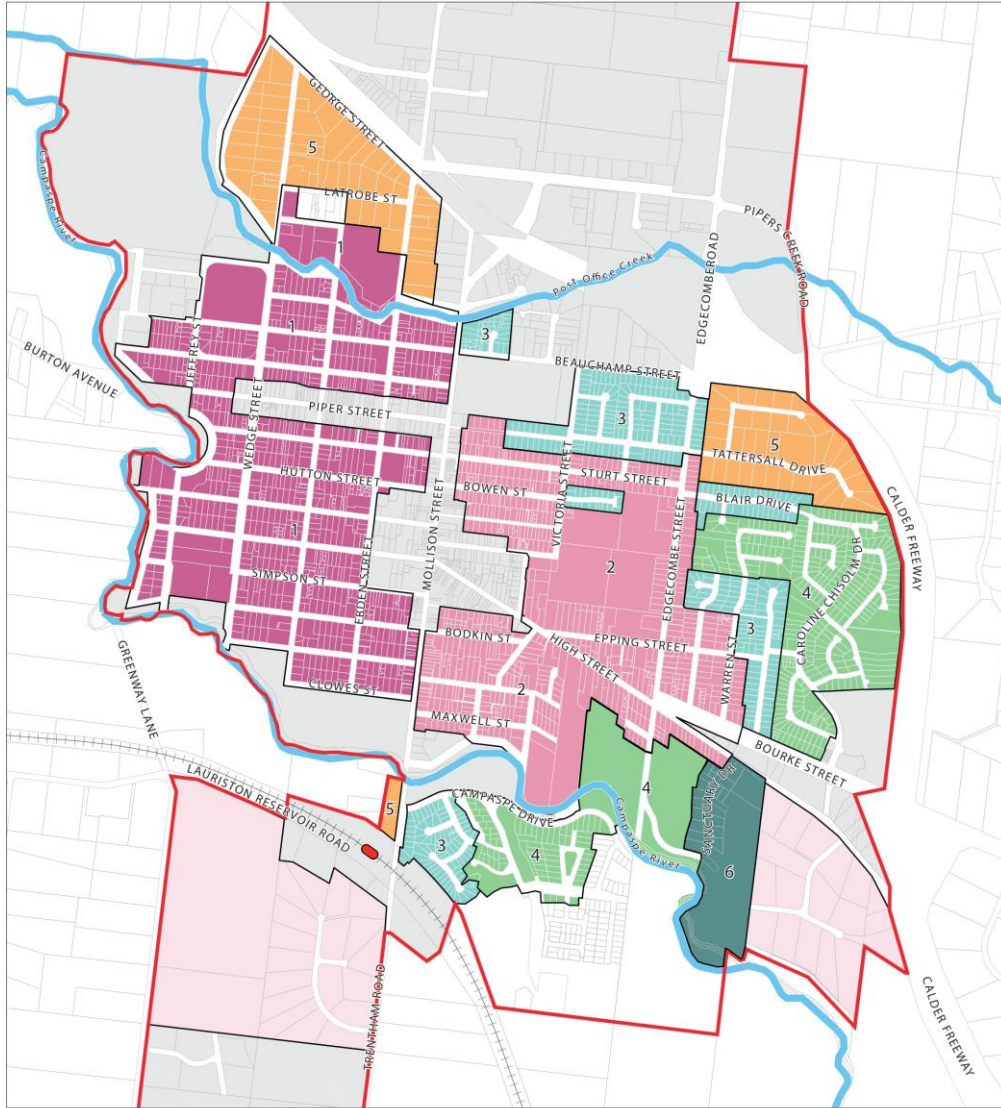 GEORGE STREET
5
LATROBE ST
Campaspe River
PIPERS CREEK ROAD
1
EDGECOMBEROAD
Post Office Creek
3
1
JEFFREY ST
BEAUCHAMP STREET
BURTON AVENUE
PIPER STREET
WEDGE STREET
3
5
TATTERSALL DRIVE
HUTTON STREET
STURT STREET
BOWEN ST
VICTORIA STREET
BLAIR DRIVE
CALDER FREEWAY
MOLLISON STREET
EDGECOMBE STREET
1
2
SIMPSON ST
EBDEN STREET
4
CAROLINE CHISOLM DR
3
BODKIN ST
EPPING STREET
HIGH STREET
WARREN ST
GREENWAY LANE
CLOWES ST
2
MAXWELL ST
BOURKE STREET
LAURISTON RESERVOIR ROAD
5
CAMPASPE DRIVE
4
SANCTUARY DR
Campaspe River
3
4
6
TRENTHAM ROAD
CALDER FREEWAY